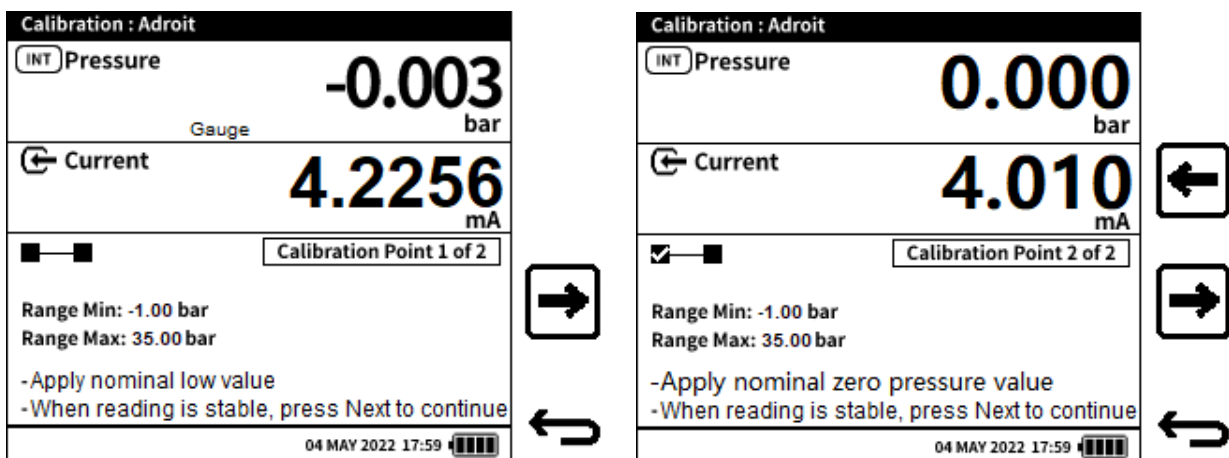 Calibration : Adroit
INT Pressure
-0.003
Gauge
bar
Current
4.2256
mA
Calibration Point 1 of 2
Range Min: -1.00 bar
Range Max: 35.00 bar
-Apply nominal low value
-When reading is stable, press Next to continue
04 MAY 2022 17:59
Calibration : Adroit
INT Pressure
0.000
bar
Current
4.010
mA
Calibration Point 2 of 2
Range Min: -1.00 bar
Range Max: 35.00 bar
-Apply nominal zero pressure value
-When reading is stable, press Next to continue
04 MAY 2022 17:59